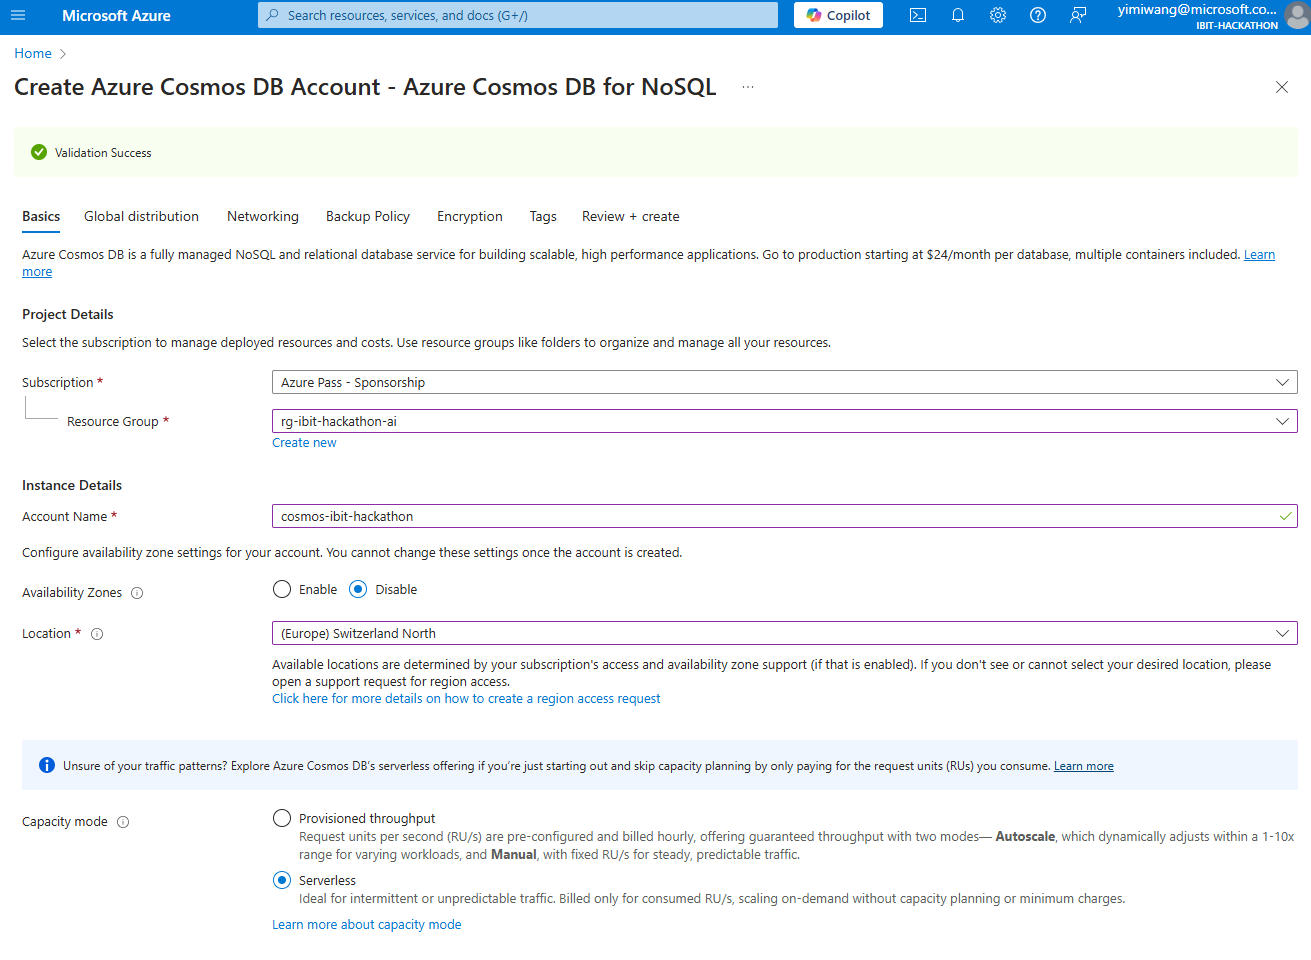 Microsoft Azure
Search resources, services, and docs (G+/)
Copilot
yimiwang@microsoft.co...
IBIT-HACKATHON
Home
Create Azure Cosmos DB Account - Azure Cosmos DB for NoSQL
...
Validation Success
Basics
Global distribution
Networking
Backup Policy
Encryption
Tags
Review + create
Azure Cosmos DB is a fully managed NoSQL and relational database service for building scalable, high performance applications. Go to production starting at $24/month per database, multiple containers included. Learn
more
Project Details
Select the subscription to manage deployed resources and costs. Use resource groups like folders to organize and manage all your resources.
Subscription *
Azure Pass - Sponsorship
Resource Group *
rg-ibit-hackathon-ai
Create new
Instance Details
Account Name *
cosmos-ibit-hackathon
Configure availability zone settings for your account. You cannot change these settings once the account is created.
Availability Zones
Enable
Disable
Location *
(Europe) Switzerland North
Available locations are determined by your subscription's access and availability zone support (if that is enabled). If you don't see or cannot select your desired location, please
open a support request for region access.
Click here for more details on how to create a region access request
Unsure of your traffic patterns? Explore Azure Cosmos DB's serverless offering if you're just starting out and skip capacity planning by only paying for the request units (RUs) you consume. Learn more
Capacity mode
Provisioned throughput
Request units per second (RU/s) are pre-configured and billed hourly, offering guaranteed throughput with two modes— Autoscale, which dynamically adjusts within a 1-10x
range for varying workloads, and Manual, with fixed RU/s for steady, predictable traffic.
Serverless
Ideal for intermittent or unpredictable traffic. Billed only for consumed RU/s, scaling on-demand without capacity planning or minimum charges.
Learn more about capacity mode